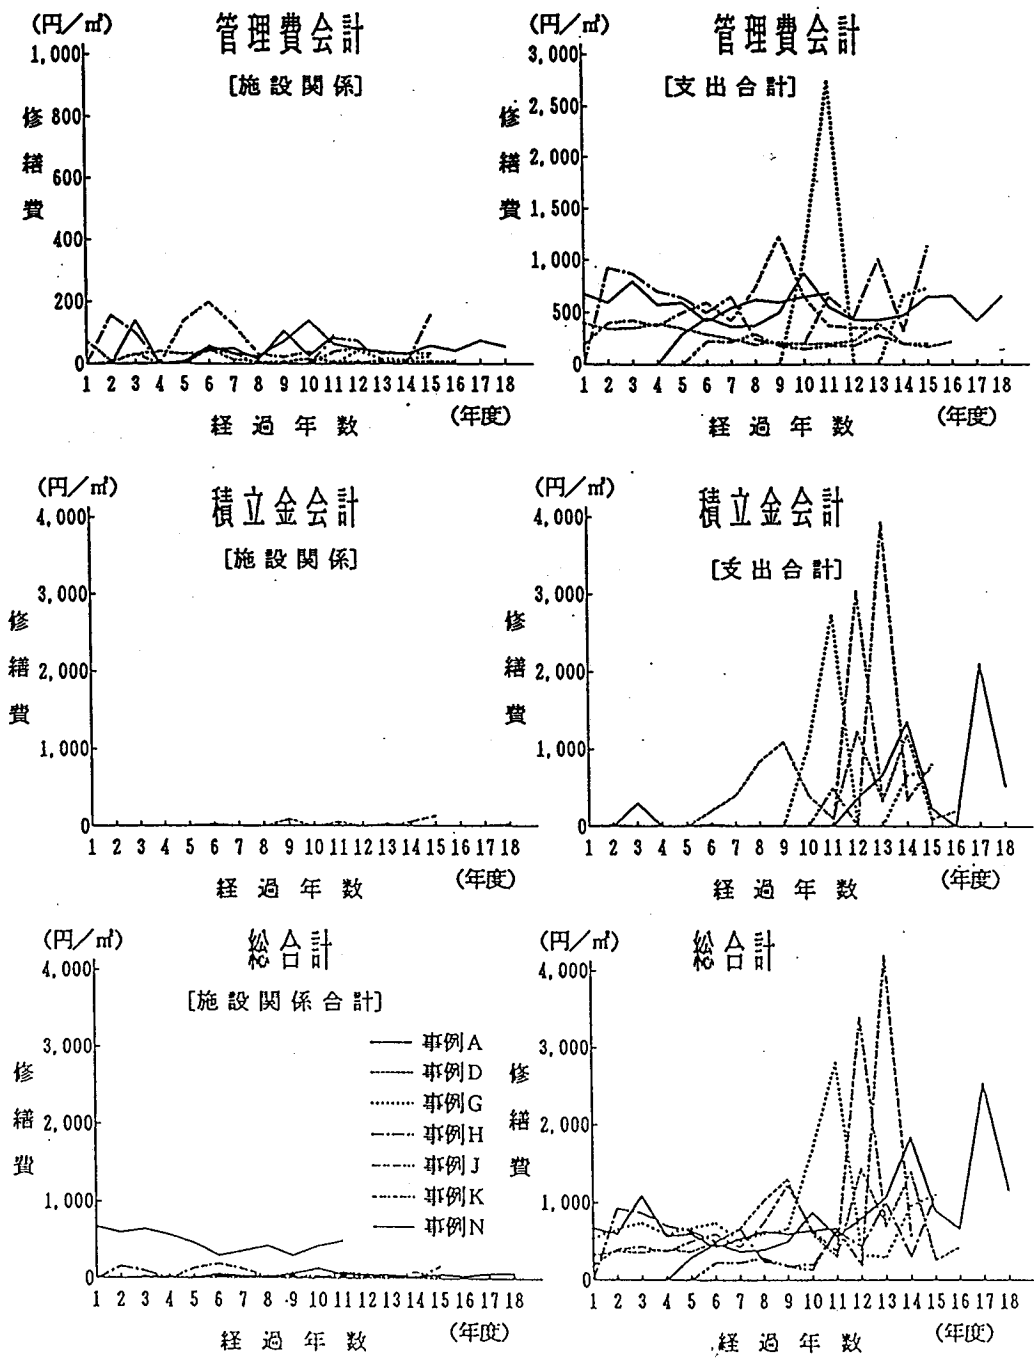 (円/㎡)
管理費会計
[施設関係]
修繕費
1,000
800
600
400
200
0
1 2 3 4 5 6 7 8 9 10 11 12 13 14 15 16 17 18
経過年数
(年度)
(円/㎡)
管理費会計
[支出合計]
修繕費
3,000
2,500
2,000
1,500
1,000
500
0
1 2 3 4 5 6 7 8 9 10 11 12 13 14 15 16 17 18
経過年数
(年度)
(円/㎡)
積立金会計
[施設関係]
修繕費
4,000
3,000
2,000
1,000
0
1 2 3 4 5 6 7 8 9 10 11 12 13 14 15 16 17 18
経過年数
(年度)
(円/㎡)
積立金会計
[支出合計]
修繕費
4,000
3,000
2,000
1,000
0
1 2 3 4 5 6 7 8 9 10 11 12 13 14 15 16 17 18
経過年数
(年度)
(円/㎡)
総合計
[施設関係合計]
修繕費
4,000
3,000
2,000
1,000
0
事例A
事例D
事例G
事例H
事例J
事例K
事例N
1 2 3 4 5 6 7 8 9 10 11 12 13 14 15 16 17 18
経過年数
(年度)
(円/㎡)
総合計
修繕費
4,000
3,000
2,000
1,000
0
1 2 3 4 5 6 7 8 9 10 11 12 13 14 15 16 17 18
経過年数
(年度)